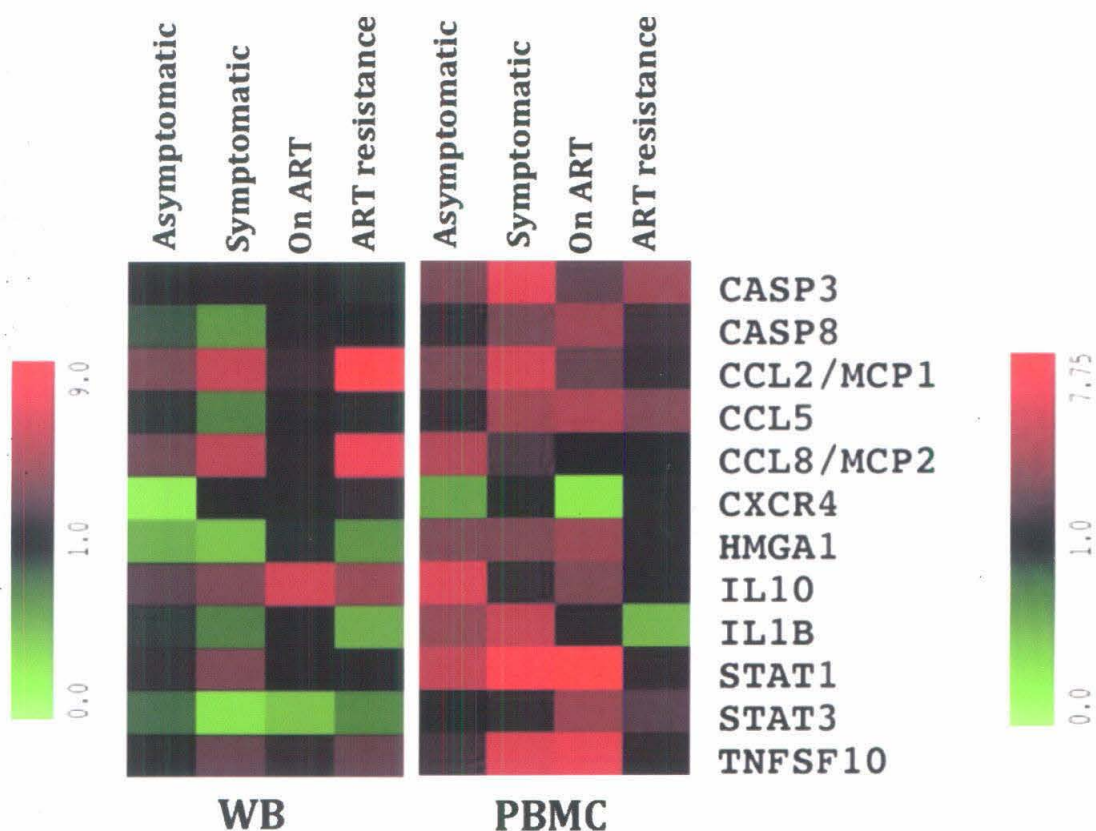 Asymptomatic
Symptomatic
On ART
ART resistance
Asymptomatic
Symptomatic
On ART
ART resistance
CASP3
CASP8
CCL2/MCP1
CCL5
CCL8/MCP2
CXCR4
HMGA1
IL10
IL1B
STAT1
STAT3
TNFSF10
9.0
1.0
0.0
7.75
1.0
0.0
WB
PBMC